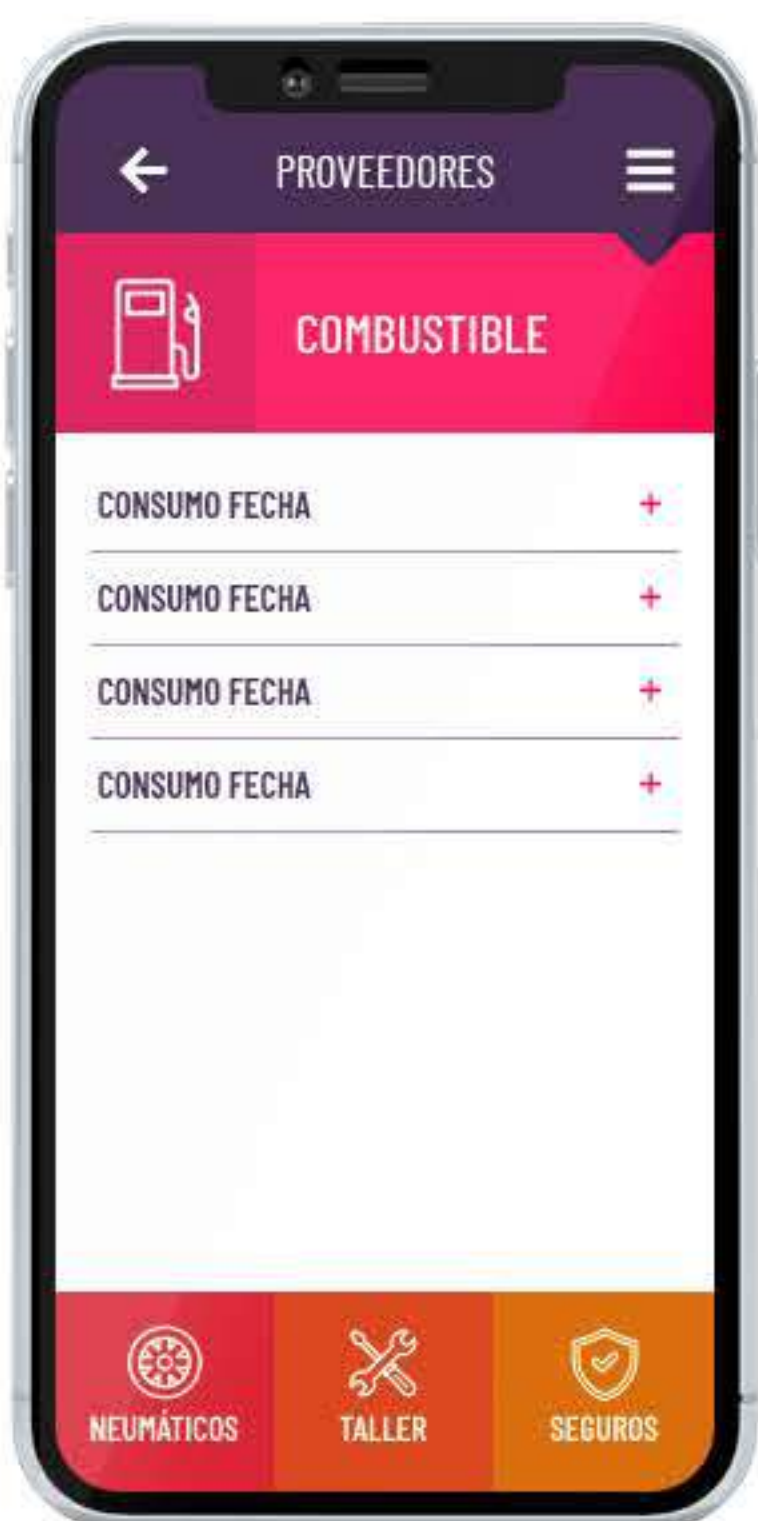 PROVEEDORES
COMBUSTIBLE
CONSUMO FECHA +
CONSUMO FECHA +
CONSUMO FECHA +
CONSUMO FECHA +
NEUMÁTICOS TALLER SEGUROS